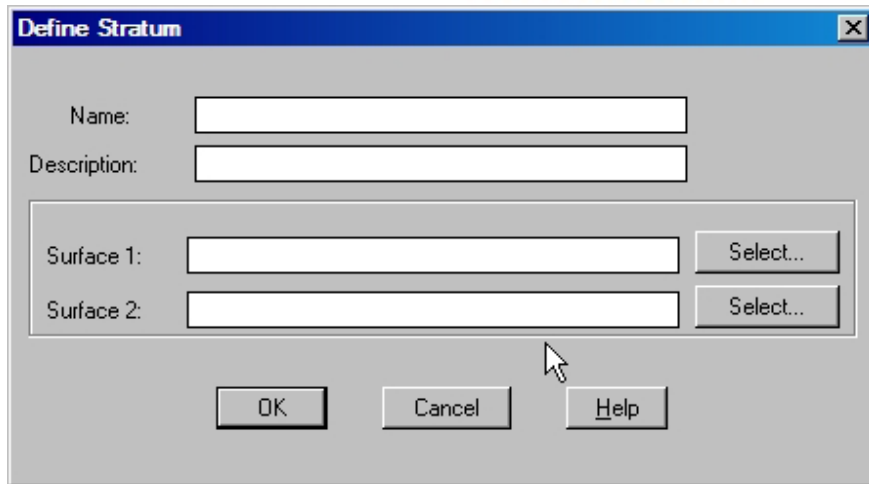 Define Stratum
Name:
Description:
Surface 1:
Select...
Surface 2:
Select...
OK
Cancel
Help